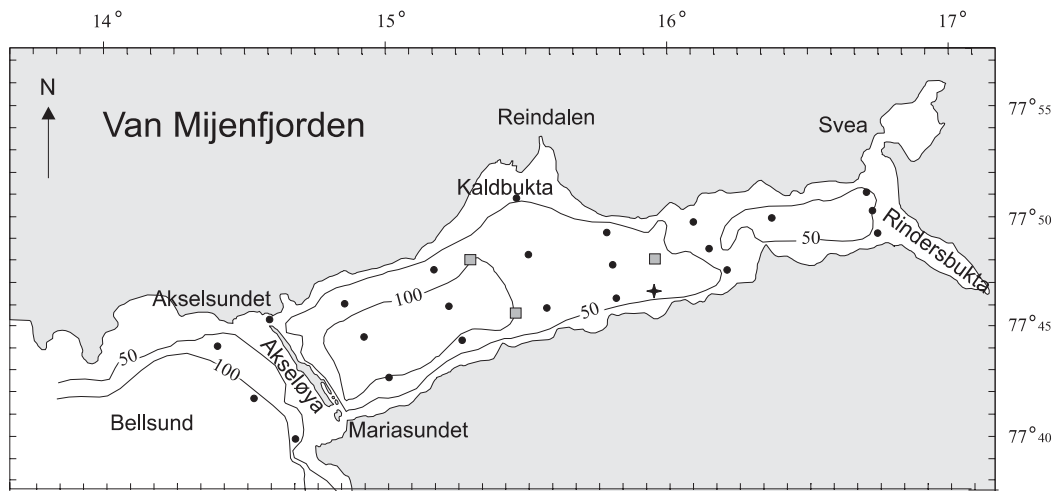 14° 15° 16° 17°
N
Van Mijenfjorden
Reindalen
Svea
77°55
Kaldbukta
77°50
Rindersbukta
50
Akselsundet
100
50
77°45
50
100
Akseløya
Bellsund
Mariasundet
77°40